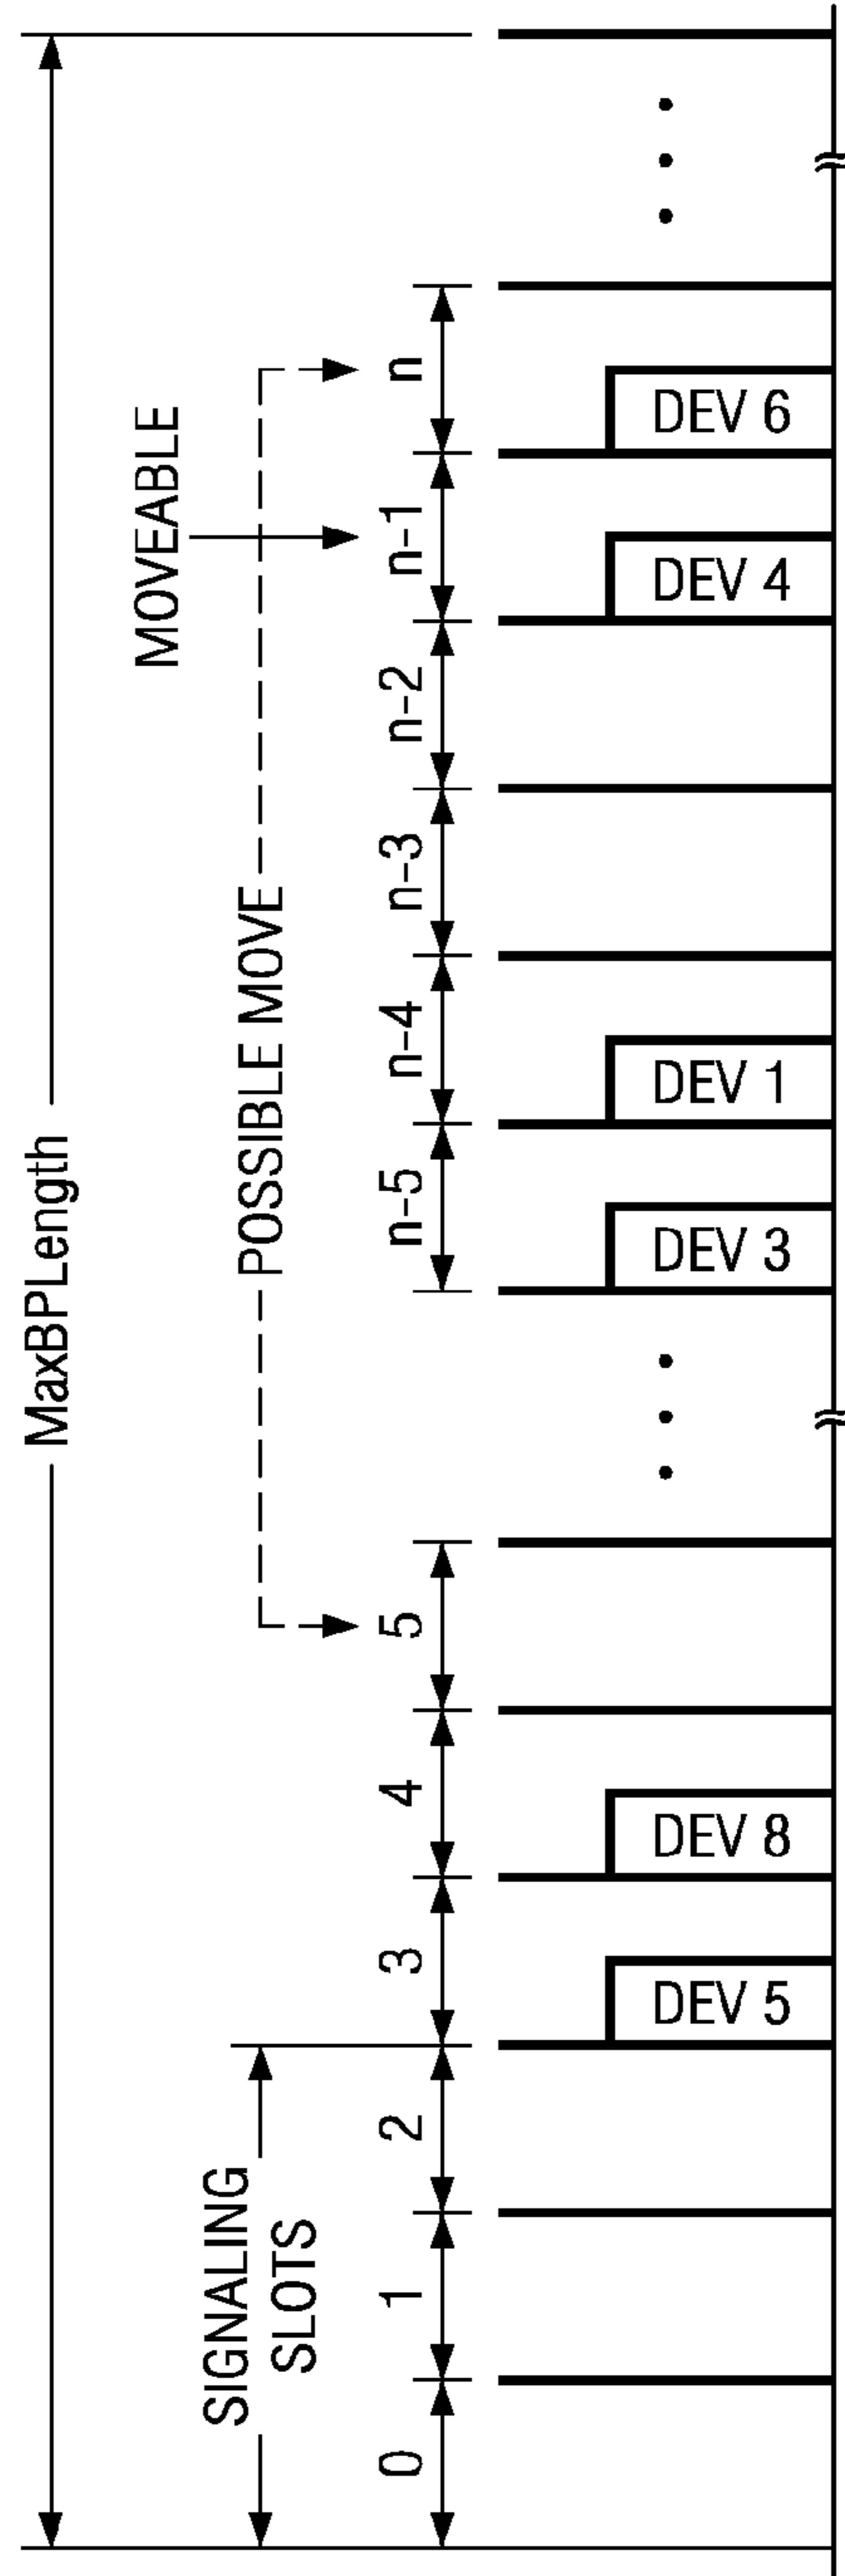 MaxBPLength
MOVEABLE
POSSIBLE MOVE
SIGNALING
SLOTS
0
1
2
3
4
5
n-5
n-4
n-3
n-2
n-1
n
DEV 5
DEV 8
DEV 3
DEV 1
DEV 4
DEV 6